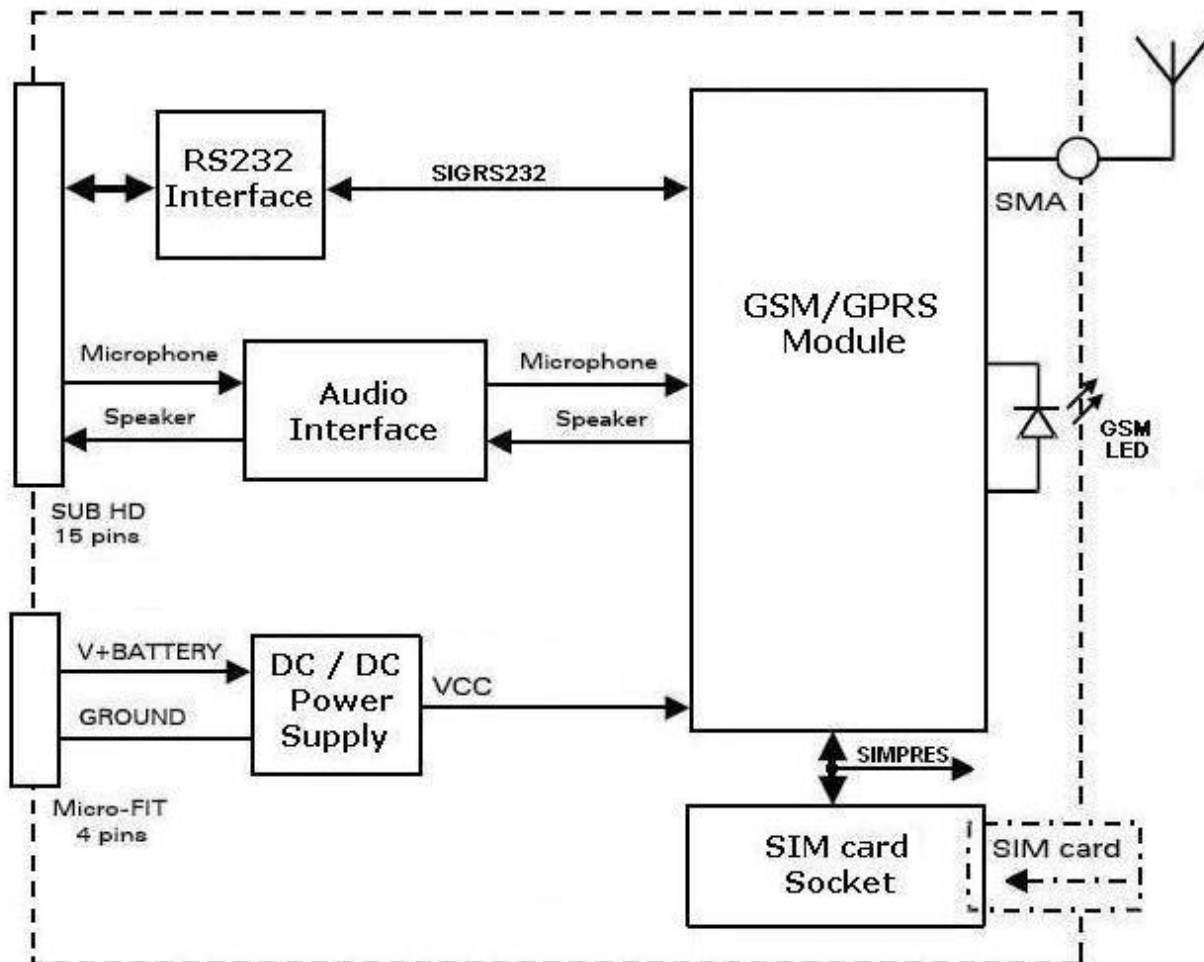 RS232
Interface
SIGRS232
SMA
GSM/GPRS
Module
Microphone
Speaker
Audio
Interface
Microphone
Speaker
GSM
LED
SUB HD
15 pins
V+BATTERY
GROUND
DC / DC
Power
Supply
VCC
Micro-FIT
4 pins
SIMPRES
SIM card
Socket
SIM card